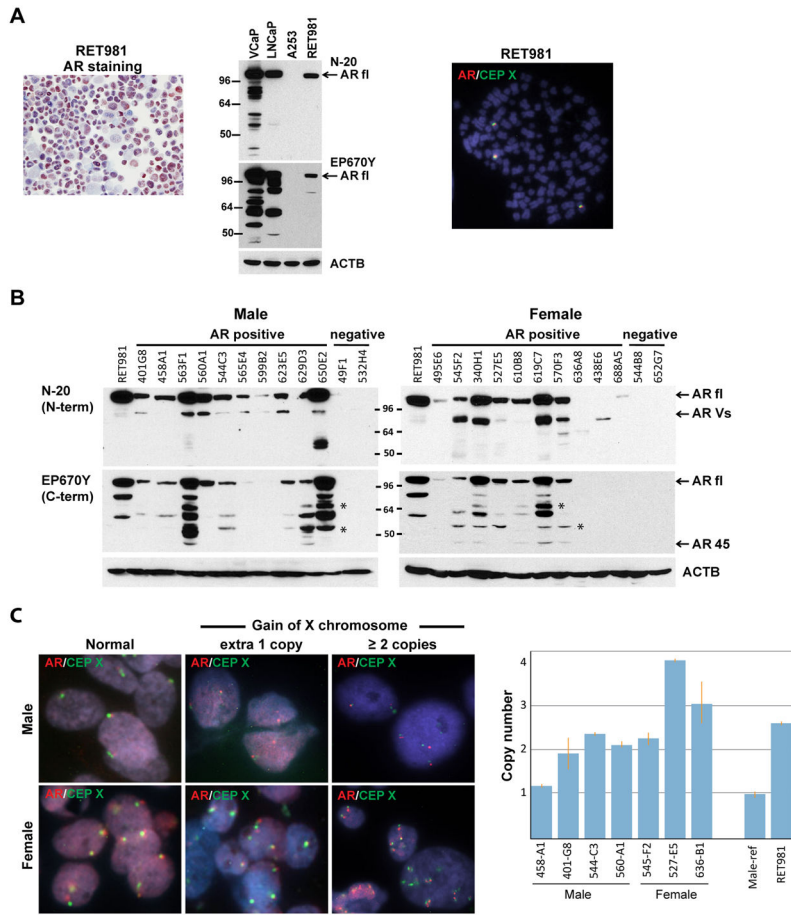 A
RET981
AR staining
VCaP
LNCaP
A253
RET981
N-20
AR fl
96
64
50
EP670Y
AR fl
96
64
50
ACTB
RET981
AR/CEP X
B
Male
Female
AR positive
negative
AR positive
negative
RET981
401G8
458A1
563F1
560A1
544C3
565E4
599B2
623E5
629D3
650E2
49F1
532H4
RET981
495E6
545F2
340H1
527E5
610B8
619C7
570F3
636A8
438E6
688A5
544B8
652G7
N-20
(N-term)
96
64
50
AR fl
AR Vs
EP670Y
(C-term)
96
64
50
*
*
*
*
AR fl
AR 45
ACTB
C
Gain of X chromosome
Normal
extra 1 copy
≥ 2 copies
Male
AR/CEP X
AR/CEP X
AR/CEP X
Female
AR/CEP X
AR/CEP X
AR/CEP X
Copy number
4
3
2
1
458-A1
401-G8
544-C3
560-A1
545-F2
527-E5
636-B1
Male-ref
RET981
Male
Female